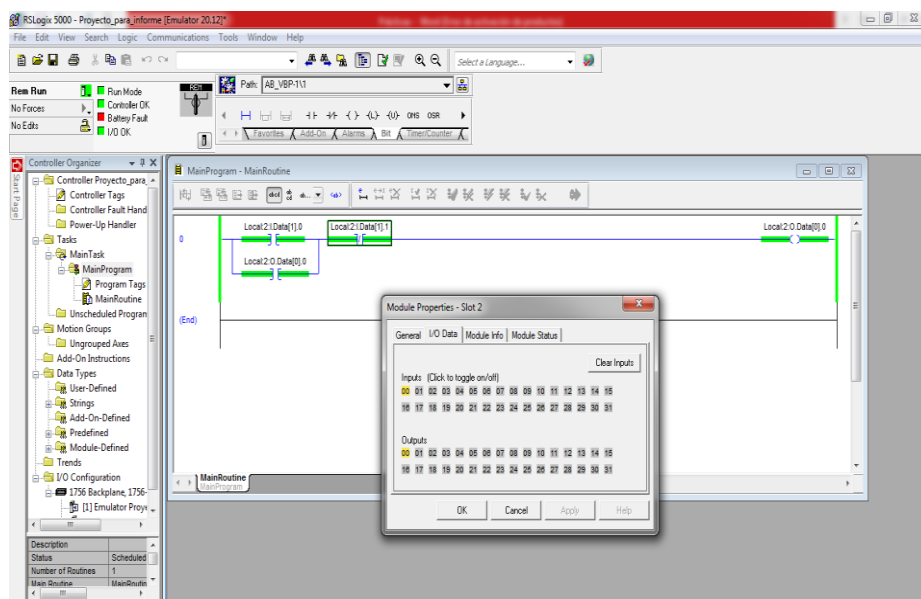 RSLogix 5000 - Proyecto_para_informe [Emulator 20.12]*
File Edit View Search Logic Communications Tools Window Help
Select a Language...
Rem Run
Run Mode
No Forces
Controller OK
Battery Fault
No Edits
I/O OK
REM
Path: AB_VBP-1\1
ONS OSR
Favorites Add-On Alarms Bit Timer/Counter
Start Page
Controller Organizer
Controller Proyecto_para_
Controller Tags
Controller Fault Hand
Power-Up Handler
Tasks
MainTask
MainProgram
Program Tags
MainRoutine
Unscheduled Program
Motion Groups
Ungrouped Axes
Add-On Instructions
Data Types
User-Defined
Strings
Add-On-Defined
Predefined
Module-Defined
Trends
I/O Configuration
1756 Backplane, 1756-
[1] Emulator Proye
Description
Status Scheduled
Number of Routines 1
Main Routine MainRoutin
MainProgram - MainRoutine
0
Local:2:I.Data[1].0
Local:2:I.Data[1].1
Local:2:O.Data[0].0
Local:2:O.Data[0].0
(End)
MainRoutine
MainProgram
Module Properties - Slot 2
General I/O Data Module Info Module Status
Clear Inputs
Inputs (Click to toggle on/off)
00 01 02 03 04 05 06 07 08 09 10 11 12 13 14 15
16 17 18 19 20 21 22 23 24 25 26 27 28 29 30 31
Outputs
00 01 02 03 04 05 06 07 08 09 10 11 12 13 14 15
16 17 18 19 20 21 22 23 24 25 26 27 28 29 30 31
OK Cancel Apply Help